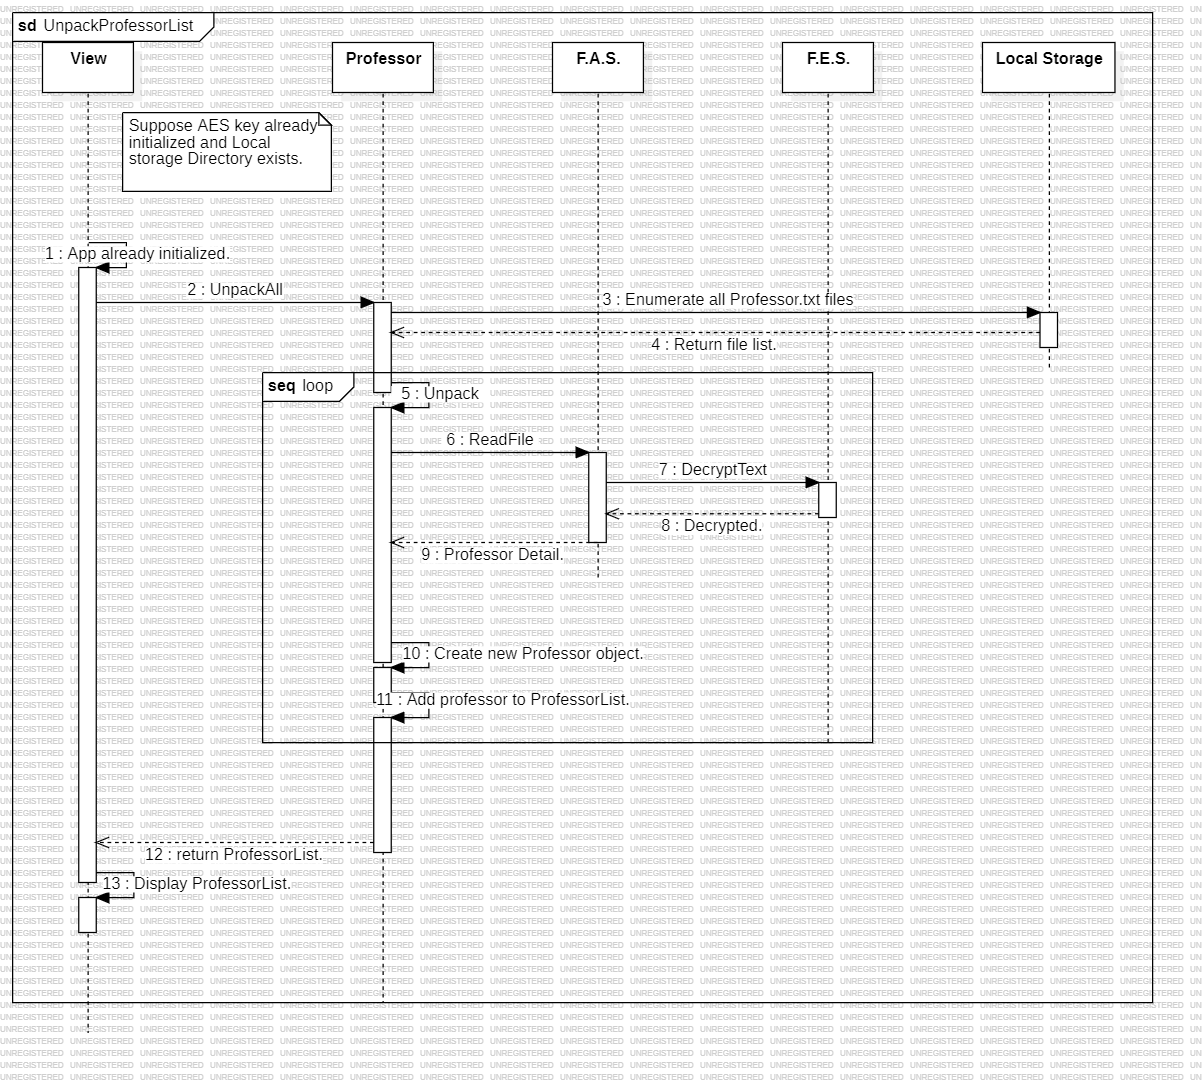 sd UnpackProfessorList
View
Professor
F.A.S.
F.E.S.
Local Storage
Suppose AES key already
initialized and Local
storage Directory exists.
1 : App already initialized.
2 : UnpackAll
3 : Enumerate all Professor.txt files
4 : Return file list.
seq loop
5 : Unpack
6 : ReadFile
7 : DecryptText
8 : Decrypted.
9 : Professor Detail.
10 : Create new Professor object.
11 : Add professor to ProfessorList.
12 : return ProfessorList.
13 : Display ProfessorList.
UNREGISTERED